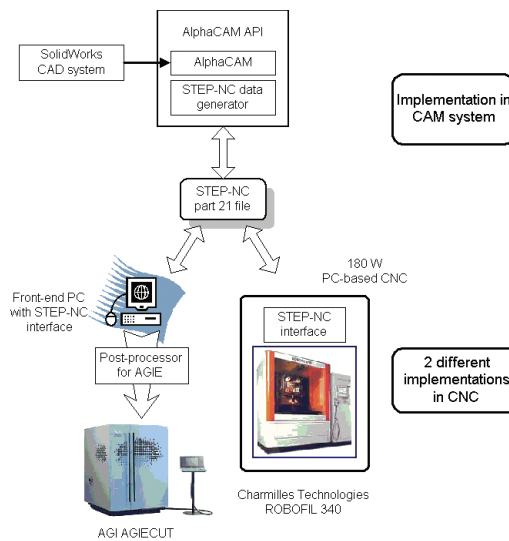 AlphaCAM API
SolidWorks
CAD system
AlphaCAM
STEP-NC data
generator
Implementation in
CAM system
STEP-NC
part 21 file
180 W
PC-based CNC
Front-end PC
with STEP-NC
interface
STEP-NC
interface
Post-processor
for AGIE
2 different
implementations
in CNC
Charmilles Technologies
ROBOFIL 340
AGI AGIECUT